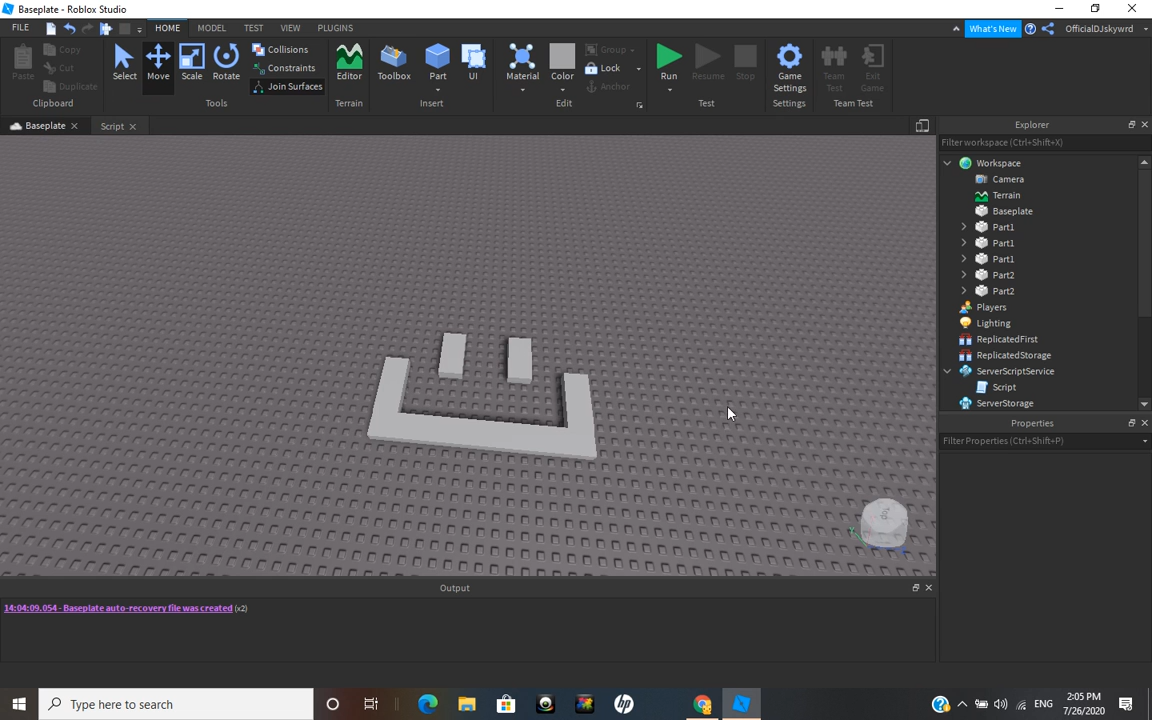 Baseplate - Roblox Studio
FILE HOME MODEL TEST VIEW PLUGINS What's New OfficialDJskywrd
Paste Copy Cut Duplicate Clipboard
Select Move Scale Rotate Collisions Constraints Join Surfaces Tools
Editor Terrain
Toolbox Part UI Insert
Material Color Group Lock Anchor Edit
Run Resume Stop Test
Game Settings Settings
Team Test Exit Game Team Test
Baseplate Script
Explorer
Filter workspace (Ctrl+Shift+X)
Workspace
Camera
Terrain
Baseplate
Part1
Part1
Part1
Part2
Part2
Players
Lighting
ReplicatedFirst
ReplicatedStorage
ServerScriptService
Script
ServerStorage
Properties
Filter Properties (Ctrl+Shift+P)
Output
14:04:09.054 - Baseplate auto-recovery file was created (x2)
Type here to search
hp
ENG
2:05 PM
7/26/2020